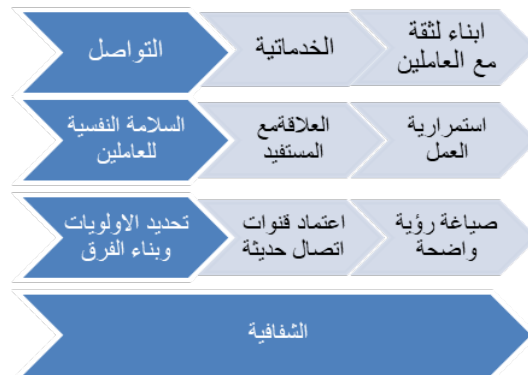 التواصل
الخدماتية
ابناء لثقة
مع العاملين
السلامة النفسية
للعاملين
العلاقةمع
المستفيد
استمرارية
العمل
تحديد الاولويات
وبناء الفرق
اعتماد قنوات
اتصال حديثة
صياغة رؤية
واضحة
الشفافية